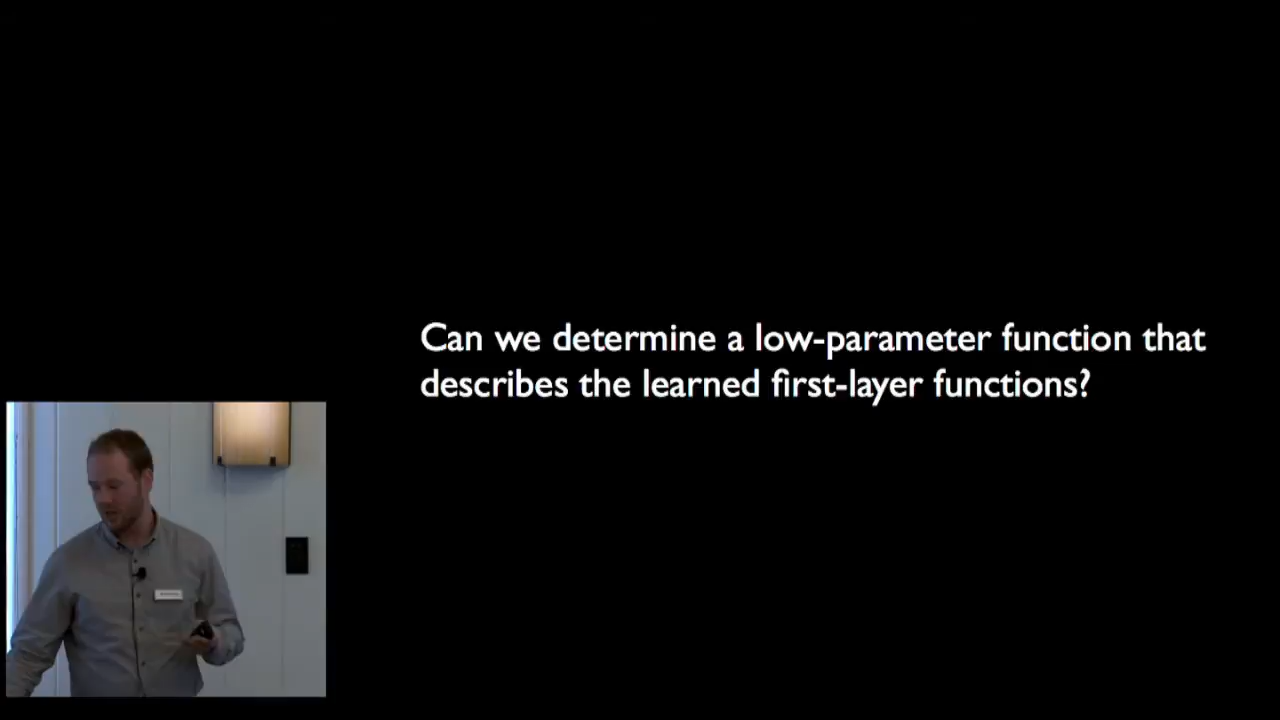 Can we determine a low-parameter function that
describes the learned first-layer functions?